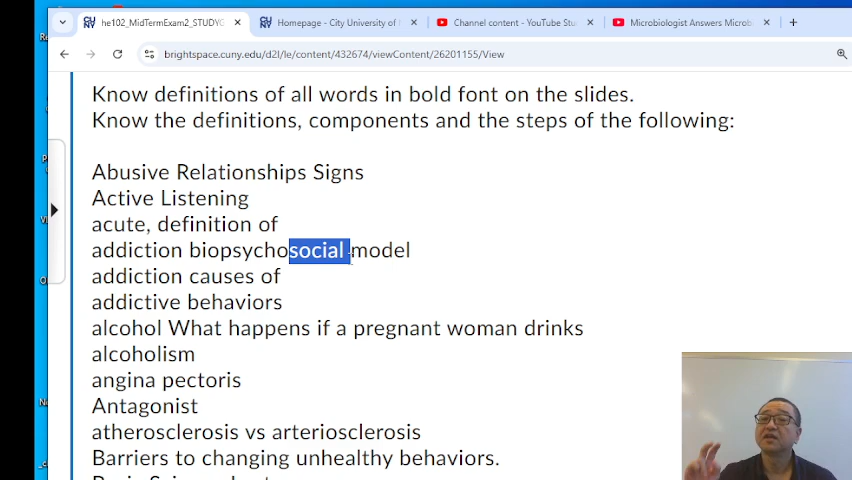 he102_MidTermExam2_STUDYG
Homepage - City University of
Channel content - YouTube Stu
Microbiologist Answers Microb
brightspace.cuny.edu/d2l/le/content/432674/viewContent/26201155/View
Know definitions of all words in bold font on the slides.
Know the definitions, components and the steps of the following:
Abusive Relationships Signs
Active Listening
acute, definition of
addiction biopsychosocial model
addiction causes of
addictive behaviors
alcohol What happens if a pregnant woman drinks
alcoholism
angina pectoris
Antagonist
atherosclerosis vs arteriosclerosis
Barriers to changing unhealthy behaviors.